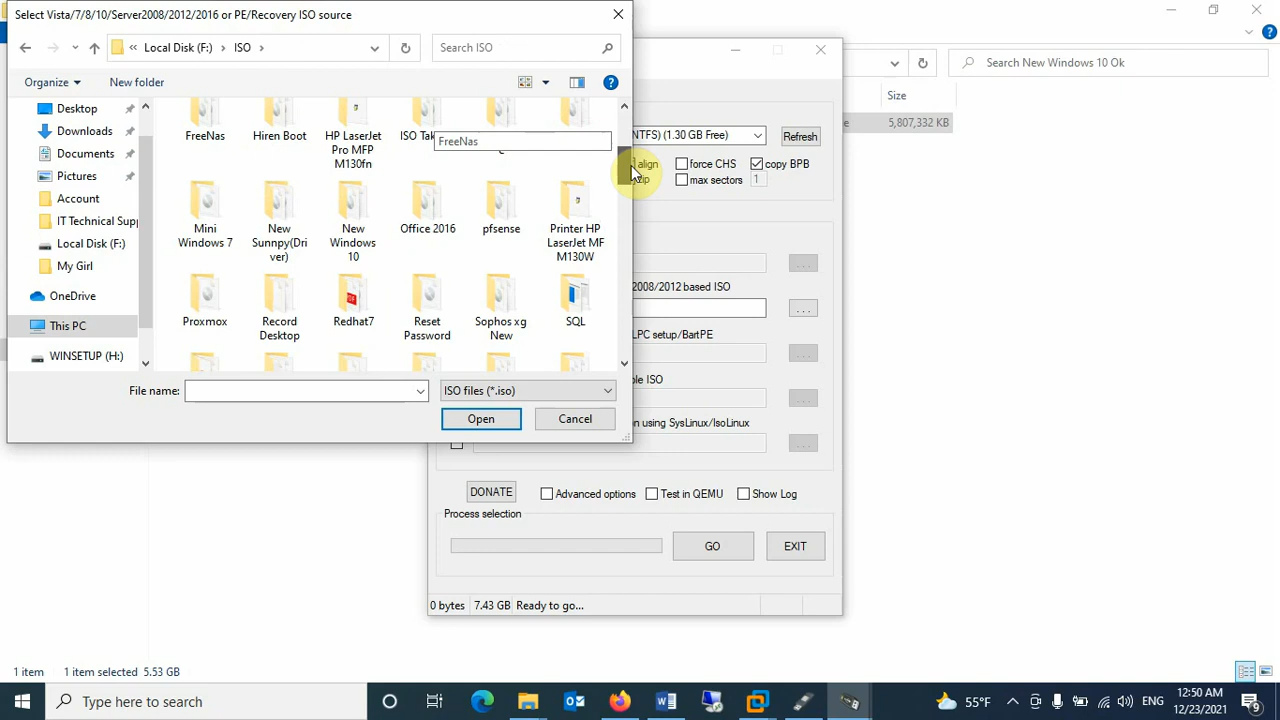 Select Vista/7/8/10/Server2008/2012/2016 or PE/Recovery ISO source
« Local Disk (F:) › ISO ›
Search ISO
Search New Windows 10 Ok
Organize
New folder
Size
5,807,332 KB
Desktop
Downloads
Documents
Pictures
Account
IT Technical Sup
Local Disk (F:)
My Girl
OneDrive
This PC
WINSETUP (H:)
FreeNas
Hiren Boot
HP LaserJet
Pro MFP
M130fn
ISO Ta
FreeNas
Mini
Windows 7
New
Sunnpy(Dri
ver)
New
Windows
10
Office 2016
pfsense
Printer HP
LaserJet MF
M130W
Proxmox
Record
Desktop
Redhat7
Reset
Password
Sophos xg
New
SQL
File name:
ISO files (*.iso)
Open
Cancel
NTFS) (1.30 GB Free)
Refresh
align
force CHS
copy BPB
max sectors
1
2008/2012 based ISO
...
LPC setup/BartPE
ble ISO
n using SysLinux/IsoLinux
DONATE
Advanced options
Test in QEMU
Show Log
Process selection
GO
EXIT
0 bytes
7.43 GB
Ready to go...
1 item
1 item selected 5.53 GB
Type here to search
55°F
ENG
12:50 AM
12/23/2021
9